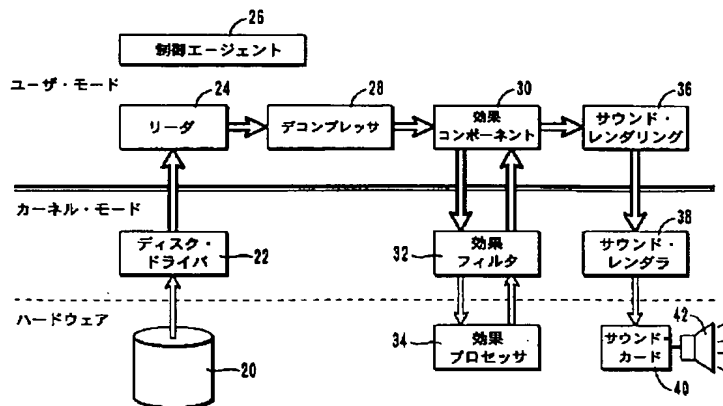 26
制御エージェント
ユーザ・モード
24
28
30
36
リーダ
デコンプレッサ
効果
コンポーネント
サウンド・
レンダリング
カーネル・モード
38
ディスク・
ドライバ
22
32
効果
フィルタ
サウンド・
レンダラ
ハードウェア
34
効果
プロセッサ
42
サウンド・
カード
20
40